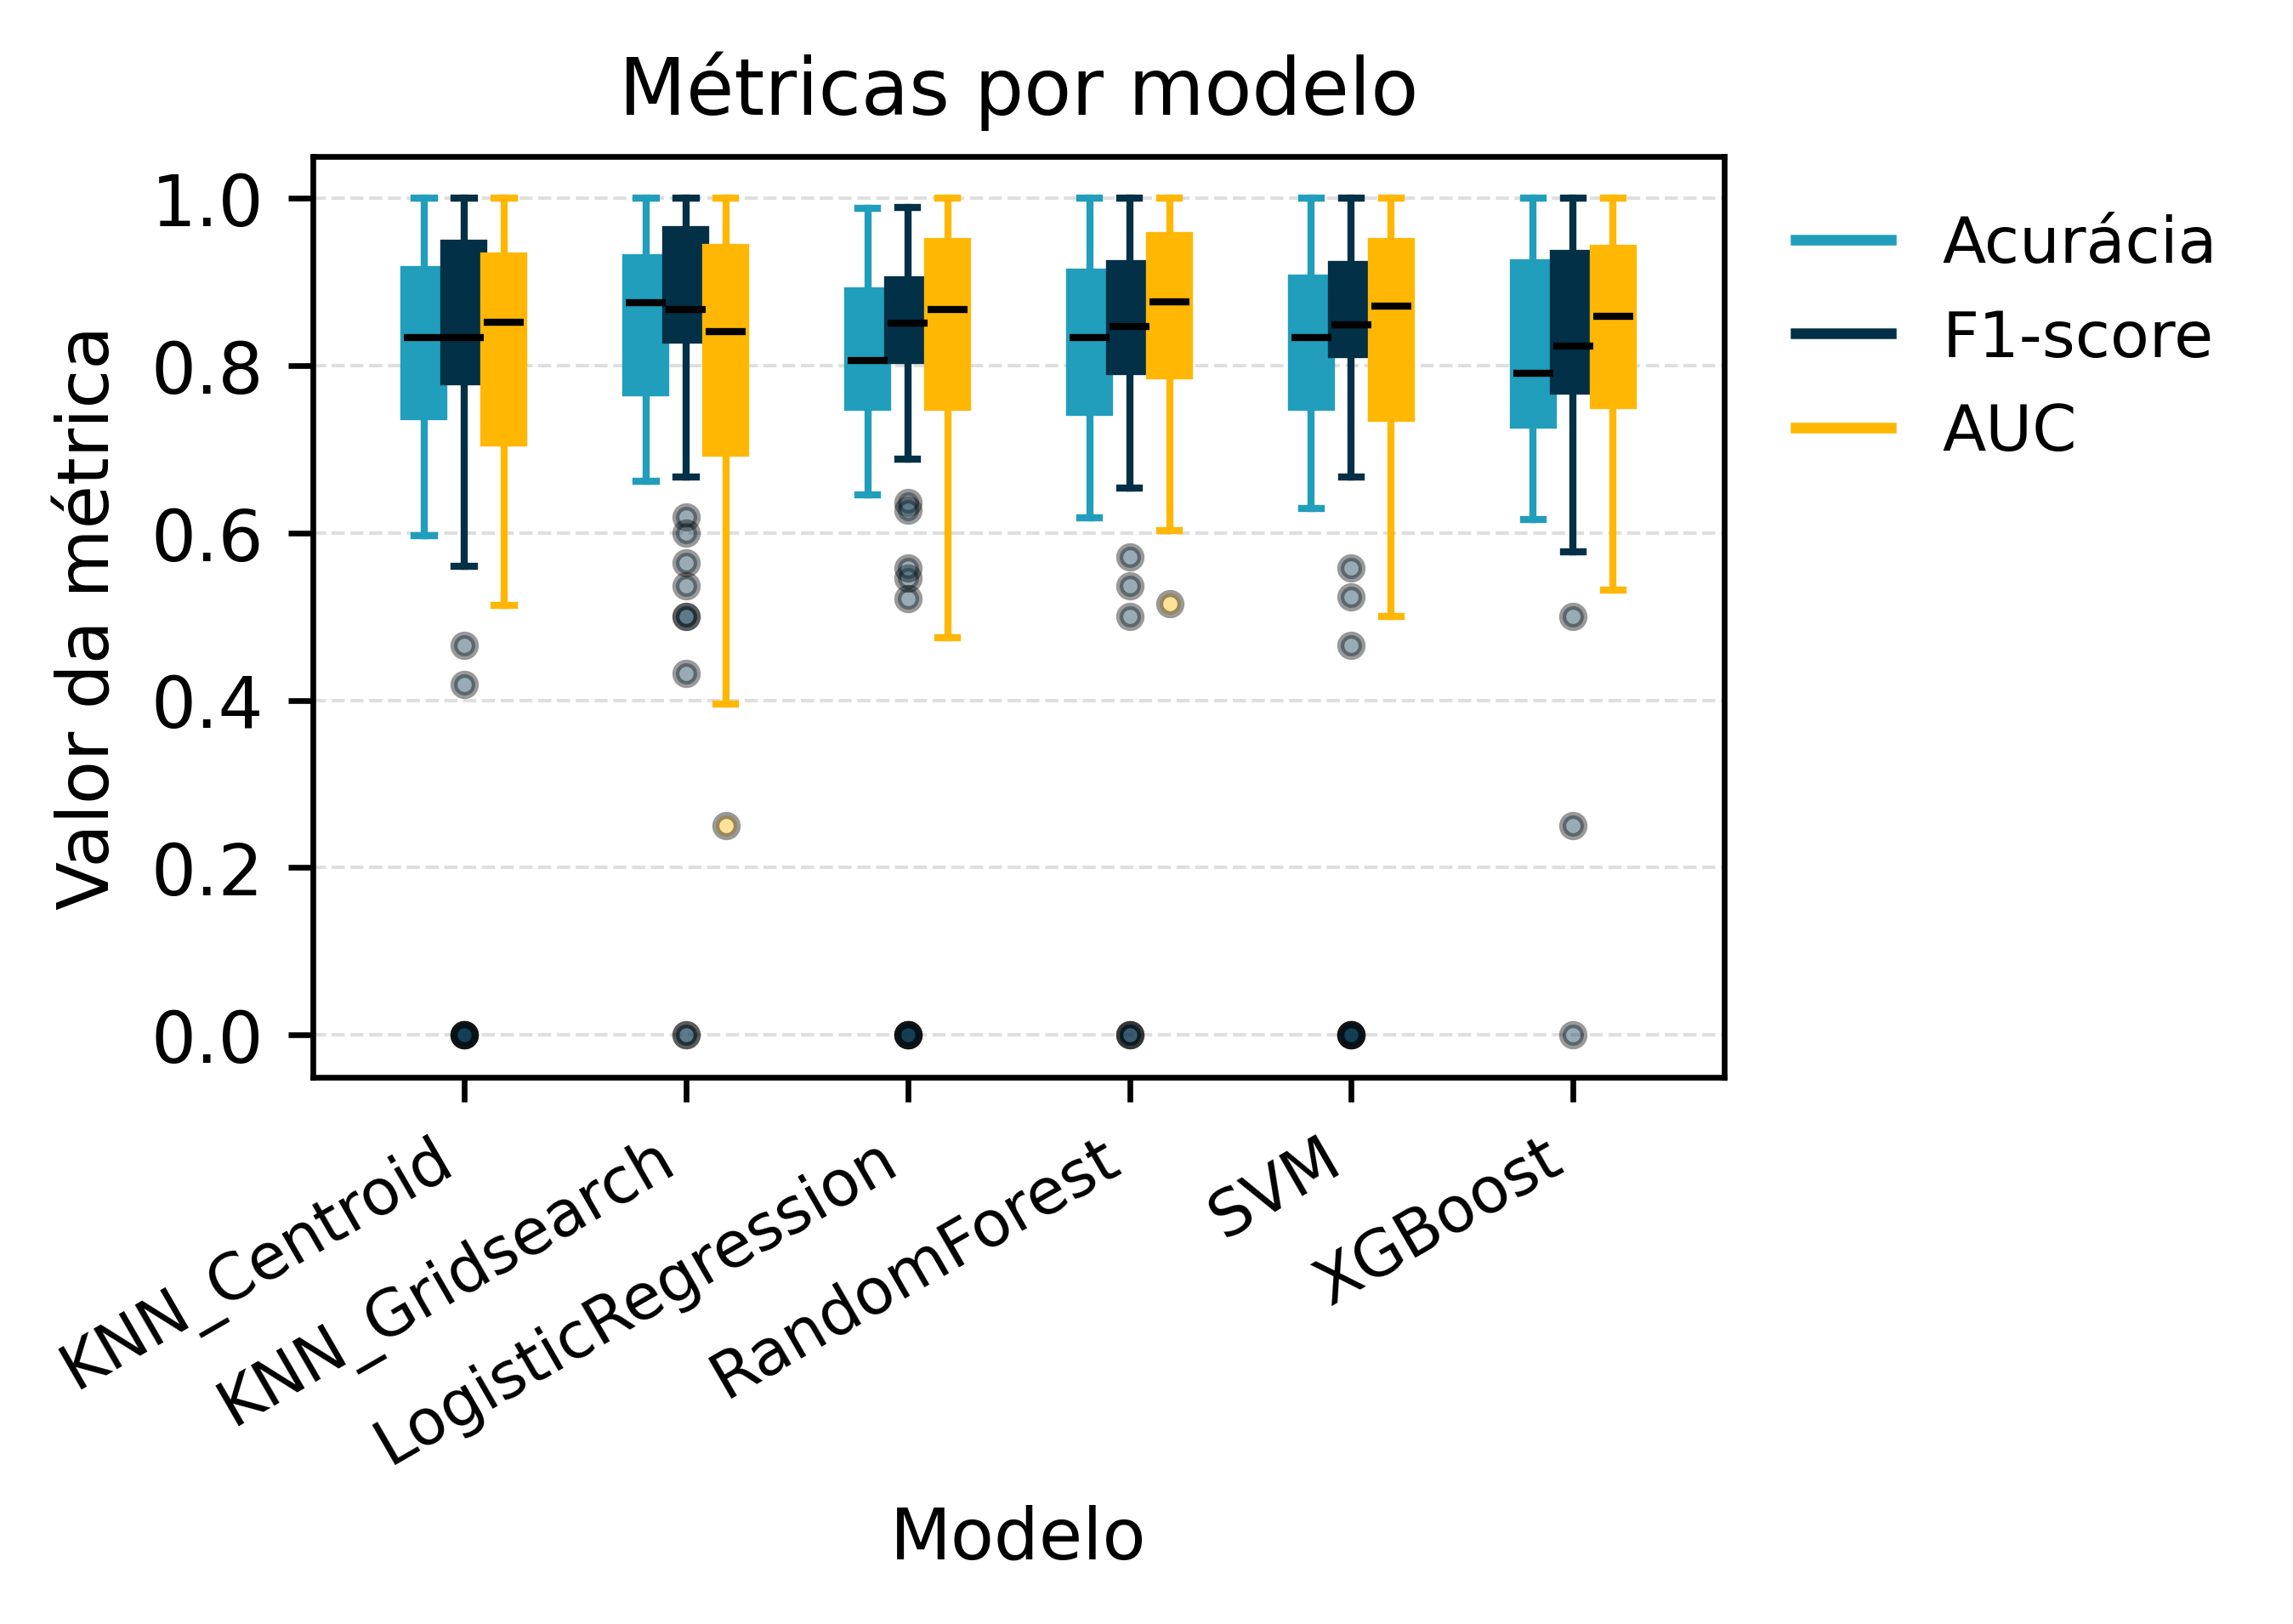 Métricas por modelo
Valor da métrica
1.0
0.8
0.6
0.4
0.2
0.0
Acurácia
F1-score
AUC
KNN_Centroid
KNN_Gridsearch
LogisticRegression
RandomForest
SVM
XGBoost
Modelo